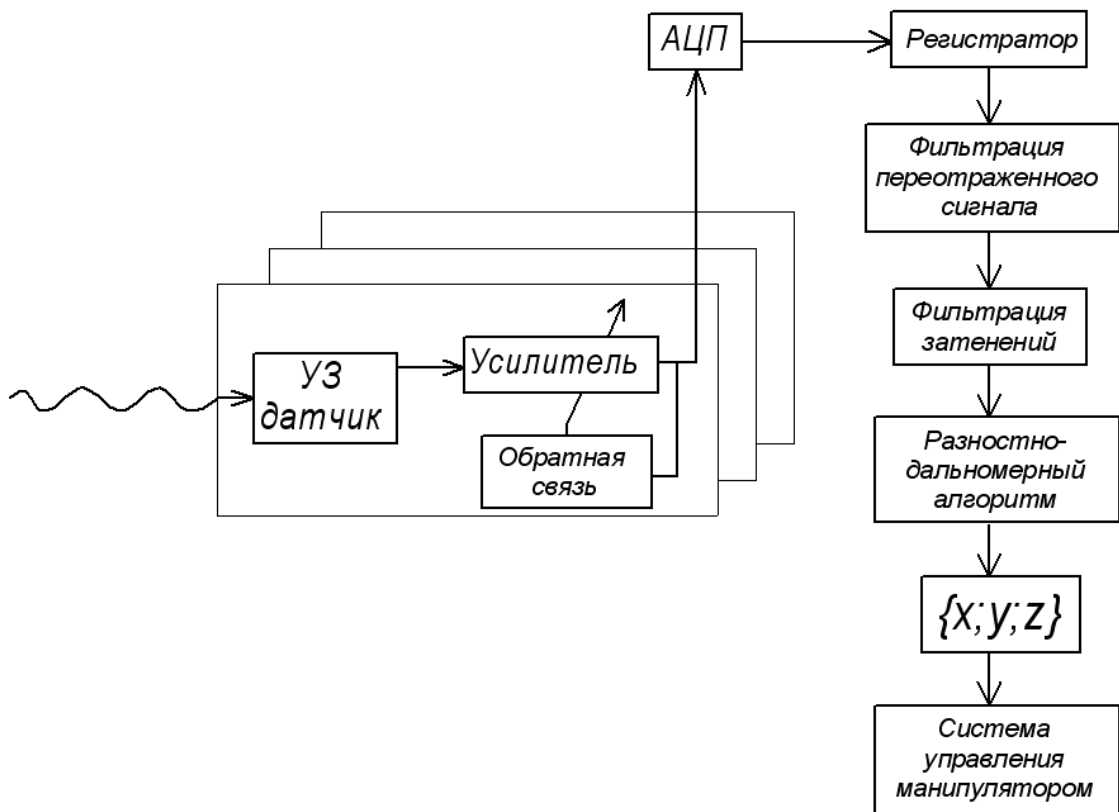 АЦП
Регистратор
Фильтрация
переотраженного
сигнала
Фильтрация
затенений
УЗ
датчик
Усилитель
Обратная
связь
Разностно-
дальномерный
алгоритм
{x;y;z}
Система
управления
манипулятором